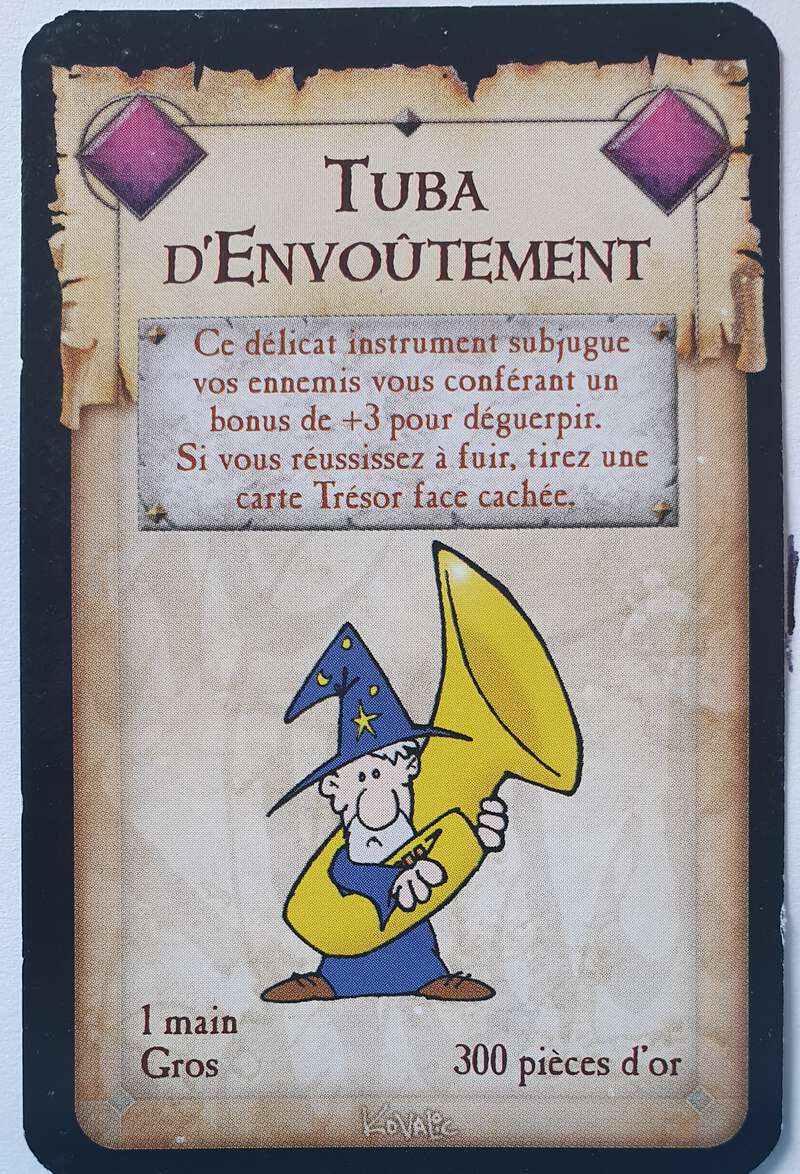 Tuba
d'Envoûtement
Ce délicat instrument subjugue
vos ennemis vous conférant un
bonus de +3 pour déguerpir.
Si vous réussissez à fuir, tirez une
carte Trésor face cachée.
1 main
Gros
300 pièces d'or
Kovalic